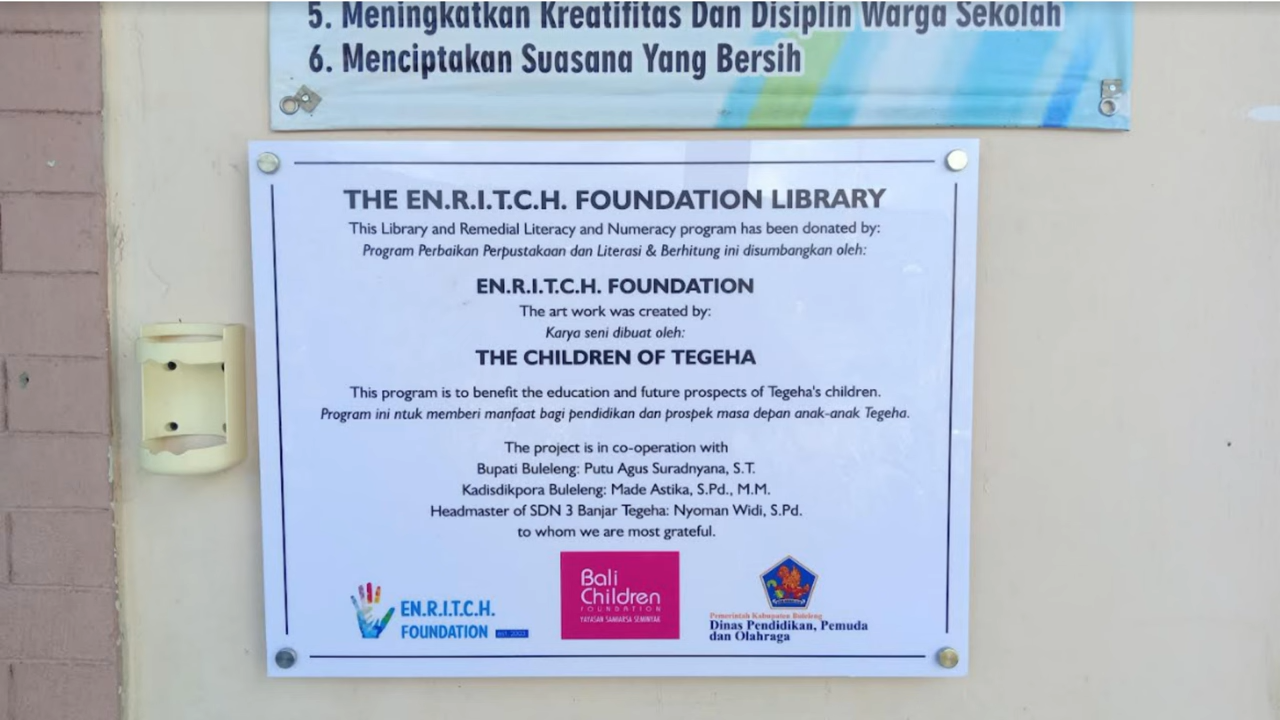 5. Meningkatkan Kreatifitas Dan Disiplin Warga Sekolah
6. Menciptakan Suasana Yang Bersih
THE EN.R.I.T.C.H. FOUNDATION LIBRARY
This Library and Remedial Literacy and Numeracy program has been donated by:
Program Perbaikan Perpustakaan dan Literasi & Berhitung ini disumbangkan oleh:
EN.R.I.T.C.H. FOUNDATION
The art work was created by:
Karya seni dibuat oleh:
THE CHILDREN OF TEGEHA
This program is to benefit the education and future prospects of Tegeha's children.
Program ini ntuk memberi manfaat bagi pendidikan dan prospek masa depan anak-anak Tegeha.
The project is in co-operation with
Bupati Buleleng: Putu Agus Suradnyana, S.T.
Kadisdikpora Buleleng: Made Astika, S.Pd., M.M.
Headmaster of SDN 3 Banjar Tegeha: Nyoman Widi, S.Pd.
to whom we are most grateful.
EN.R.I.T.C.H.
FOUNDATION
Bali
Children
FOUNDATION
YAYASAN SANIARSA SEMINYAK
Pemerintah Kabupaten Buleleng
Dinas Pendidikan, Pemuda
dan Olahraga